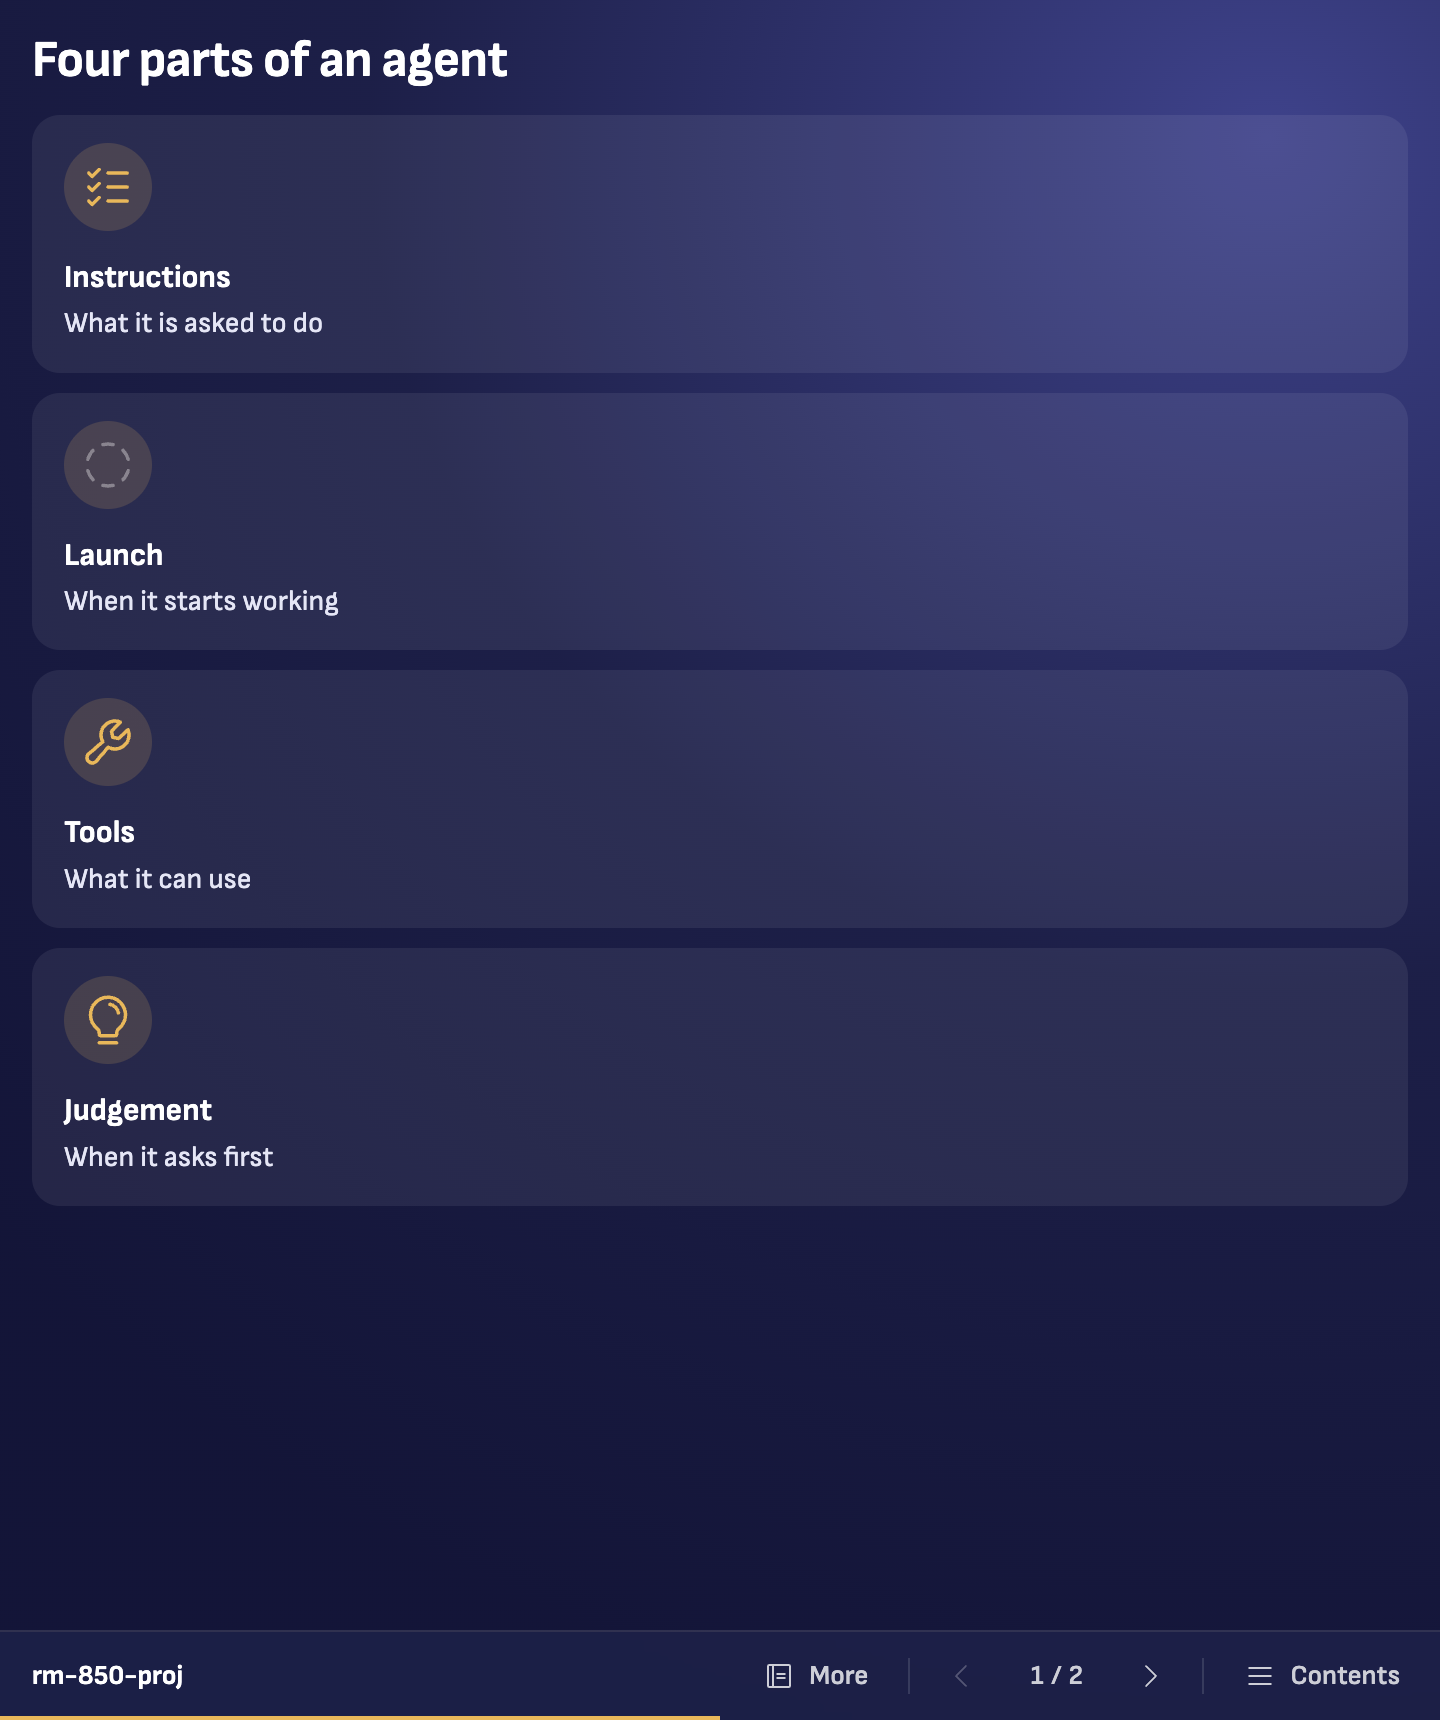 Four parts of an agent
Instructions
What it is asked to do
Launch
When it starts working
Tools
What it can use
Judgement
When it asks first
rm-850-proj
More
1 / 2
Contents